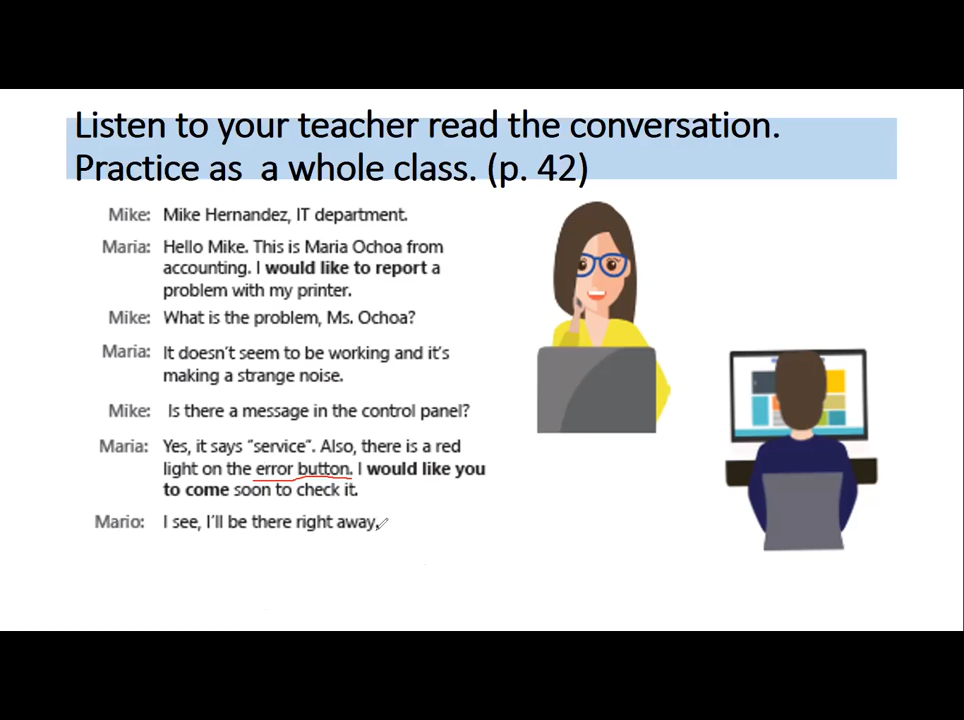 Listen to your teacher read the conversation.
Practice as a whole class. (p. 42)
Mike: Mike Hernandez, IT department.
Maria: Hello Mike. This is Maria Ochoa from
accounting. I would like to report a
problem with my printer.
Mike: What is the problem, Ms. Ochoa?
Maria: It doesn't seem to be working and it's
making a strange noise.
Mike: Is there a message in the control panel?
Maria: Yes, it says "service". Also, there is a red
light on the error button. I would like you
to come soon to check it.
Mario: I see, I'll be there right away.